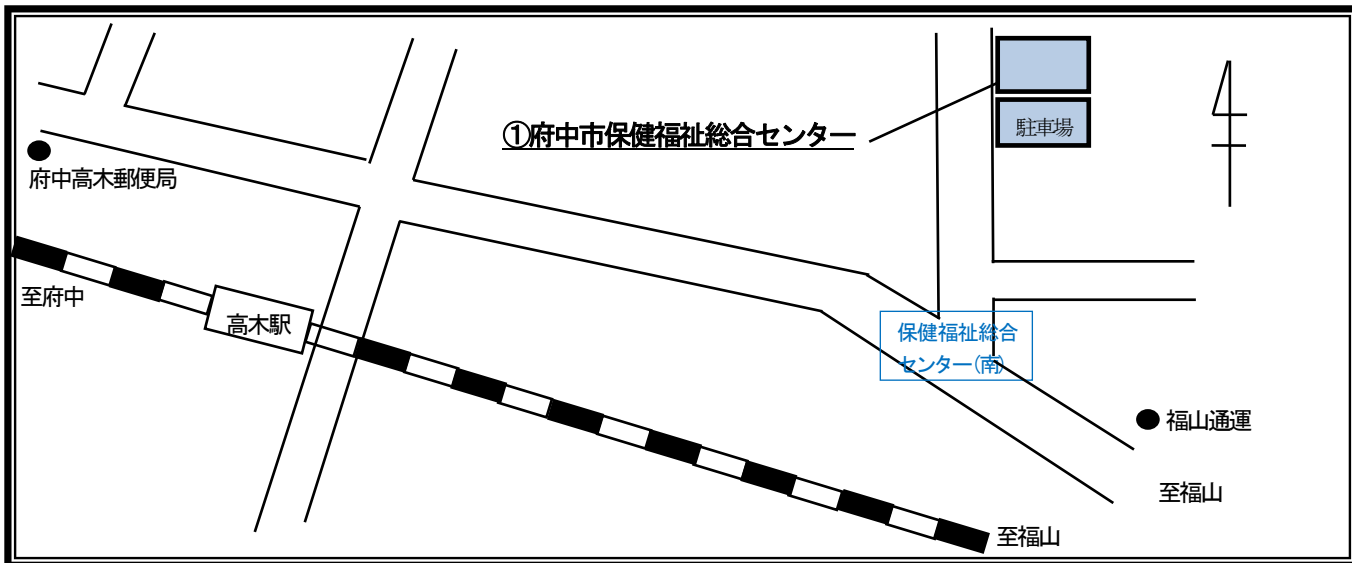 ①府中市保健福祉総合センター
駐車場
府中高木郵便局
至府中
高木駅
保健福祉総合
センター(南)
福山通運
至福山
至福山